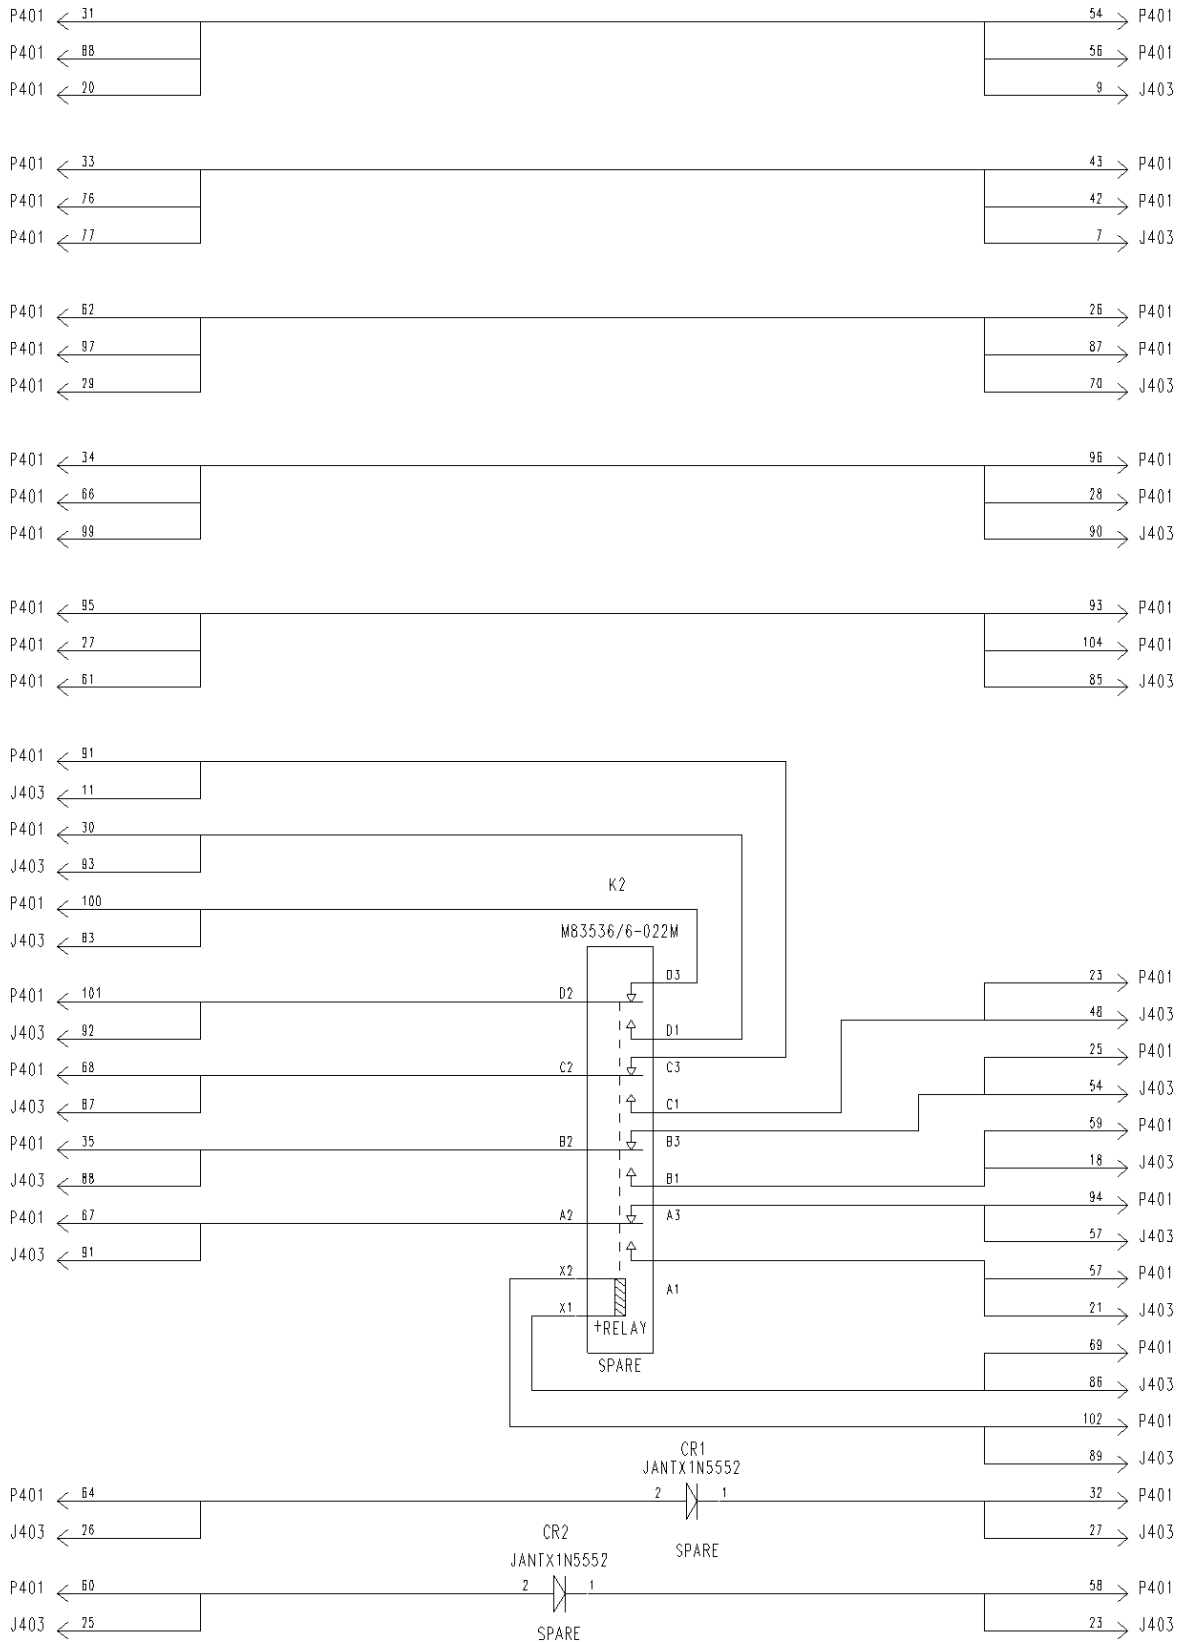 P401 31 54 P401
P401 88 56 P401
P401 20 9 J403
P401 33 43 P401
P401 76 42 P401
P401 77 7 J403
P401 62 26 P401
P401 97 87 P401
P401 29 70 J403
P401 34 96 P401
P401 66 28 P401
P401 99 90 J403
P401 95 93 P401
P401 27 104 P401
P401 61 85 J403
P401 91
J403 11
P401 30
J403 93
K2
P401 100
M83536/6-022M
J403 83
D3 23 P401
P401 101 D2
48 J403
J403 92 D1
25 P401
P401 68 C2 C3
54 J403
J403 87 C1
59 P401
P401 35 B2 B3
18 J403
J403 88 B1
94 P401
P401 67 A2 A3
57 J403
J403 91
X2 57 P401
A1
X1 21 J403
+RELAY
69 P401
SPARE
86 J403
102 P401
CR1
89 J403
JANTX1N5552
P401 64 2 1 32 P401
J403 26 27 J403
CR2
SPARE
JANTX1N5552
P401 60 2 1 58 P401
J403 25 23 J403
SPARE